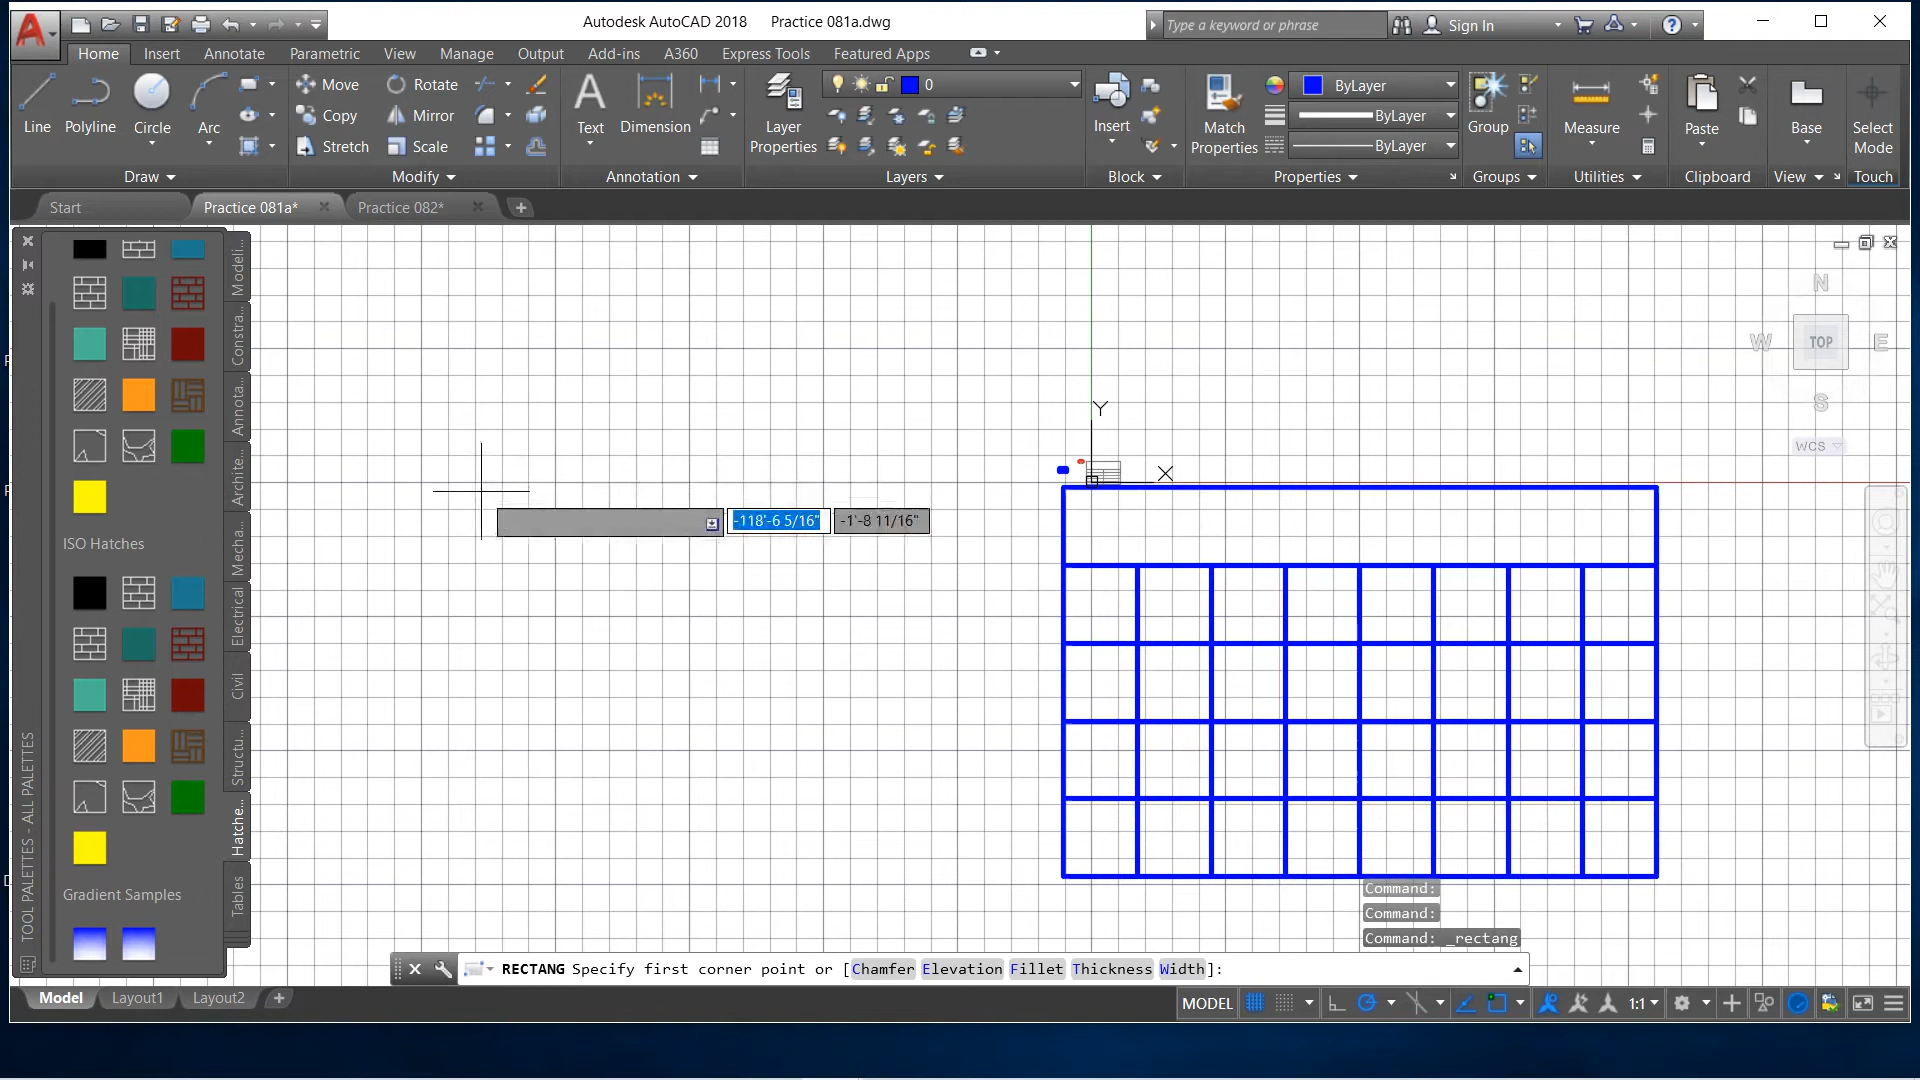 Autodesk AutoCAD 2018 Practice 081a.dwg
Type a keyword or phrase
Sign In
Home Insert Annotate Parametric View Manage Output Add-ins A360 Express Tools Featured Apps
Line Polyline Circle Arc
Move Rotate
Copy Mirror
Stretch Scale
Text Dimension
Layer Properties
0
Insert
Match Properties
ByLayer
ByLayer
ByLayer
Group
Measure
Paste
Base
Select Mode
Draw Modify Annotation Layers Block Properties Groups Utilities Clipboard View Touch
Start Practice 081a* Practice 082*
Modeli...
Constra...
Annota...
Archite...
Mecha...
Electrical
Civil
Structu...
Hatche...
Tables
ISO Hatches
Gradient Samples
TOOL PALETTES - ALL PALETTES
-118'-6 5/16" -1'-8 11/16"
Y
X
N
W TOP E
S
WCS
Command:
Command:
Command: _rectang
RECTANG Specify first corner point or [Chamfer Elevation Fillet Thickness Width]:
Model Layout1 Layout2
MODEL 1:1